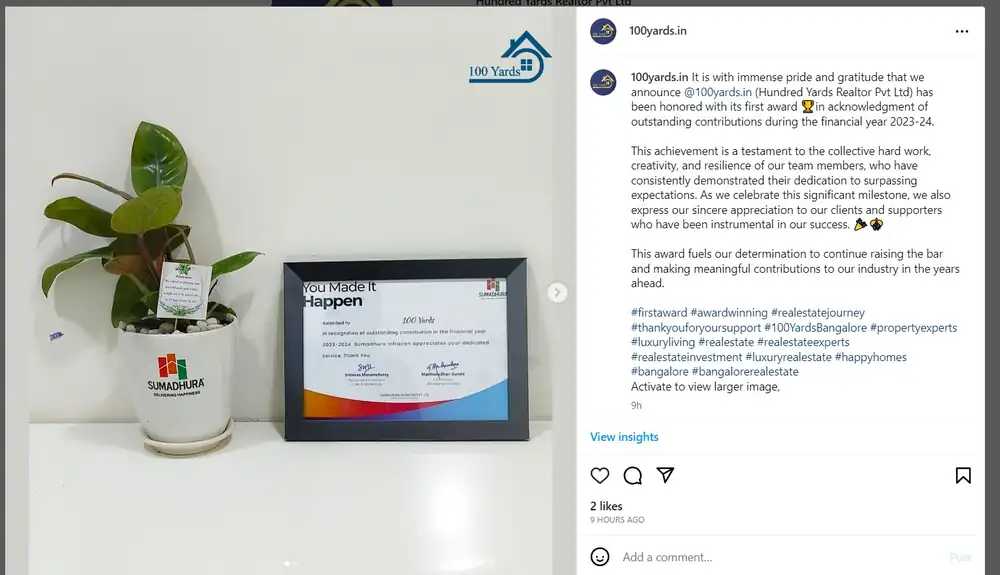 Hundred Yards Realtor Pvt Ltd
100 Yards
You Made It
Happen
SUMADHURA
Awarded to
100 Yards
in recognition of outstanding contribution in the financial year
2023-2024. Sumadhura Infracon appreciates your dedicated
service. Thank You.
SUMADHURA
DELIVERING HAPPINESS
100yards.in
100yards.in It is with immense pride and gratitude that we
announce @100yards.in (Hundred Yards Realtor Pvt Ltd) has
been honored with its first award 🏆in acknowledgment of
outstanding contributions during the financial year 2023-24.
This achievement is a testament to the collective hard work,
creativity, and resilience of our team members, who have
consistently demonstrated their dedication to surpassing
expectations. As we celebrate this significant milestone, we also
express our sincere appreciation to our clients and supporters
who have been instrumental in our success.
This award fuels our determination to continue raising the bar
and making meaningful contributions to our industry in the years
ahead.
#firstaward #awardwinning #realestatejourney
#thankyouforyoursupport #100YardsBangalore #propertyexperts
#luxuryliving #realestate #realestateexperts
#realestateinvestment #luxuryrealestate #happyhomes
#bangalore #bangalorerealestate
Activate to view larger image,
9h
View insights
2 likes
9 HOURS AGO
Add a comment...
Post